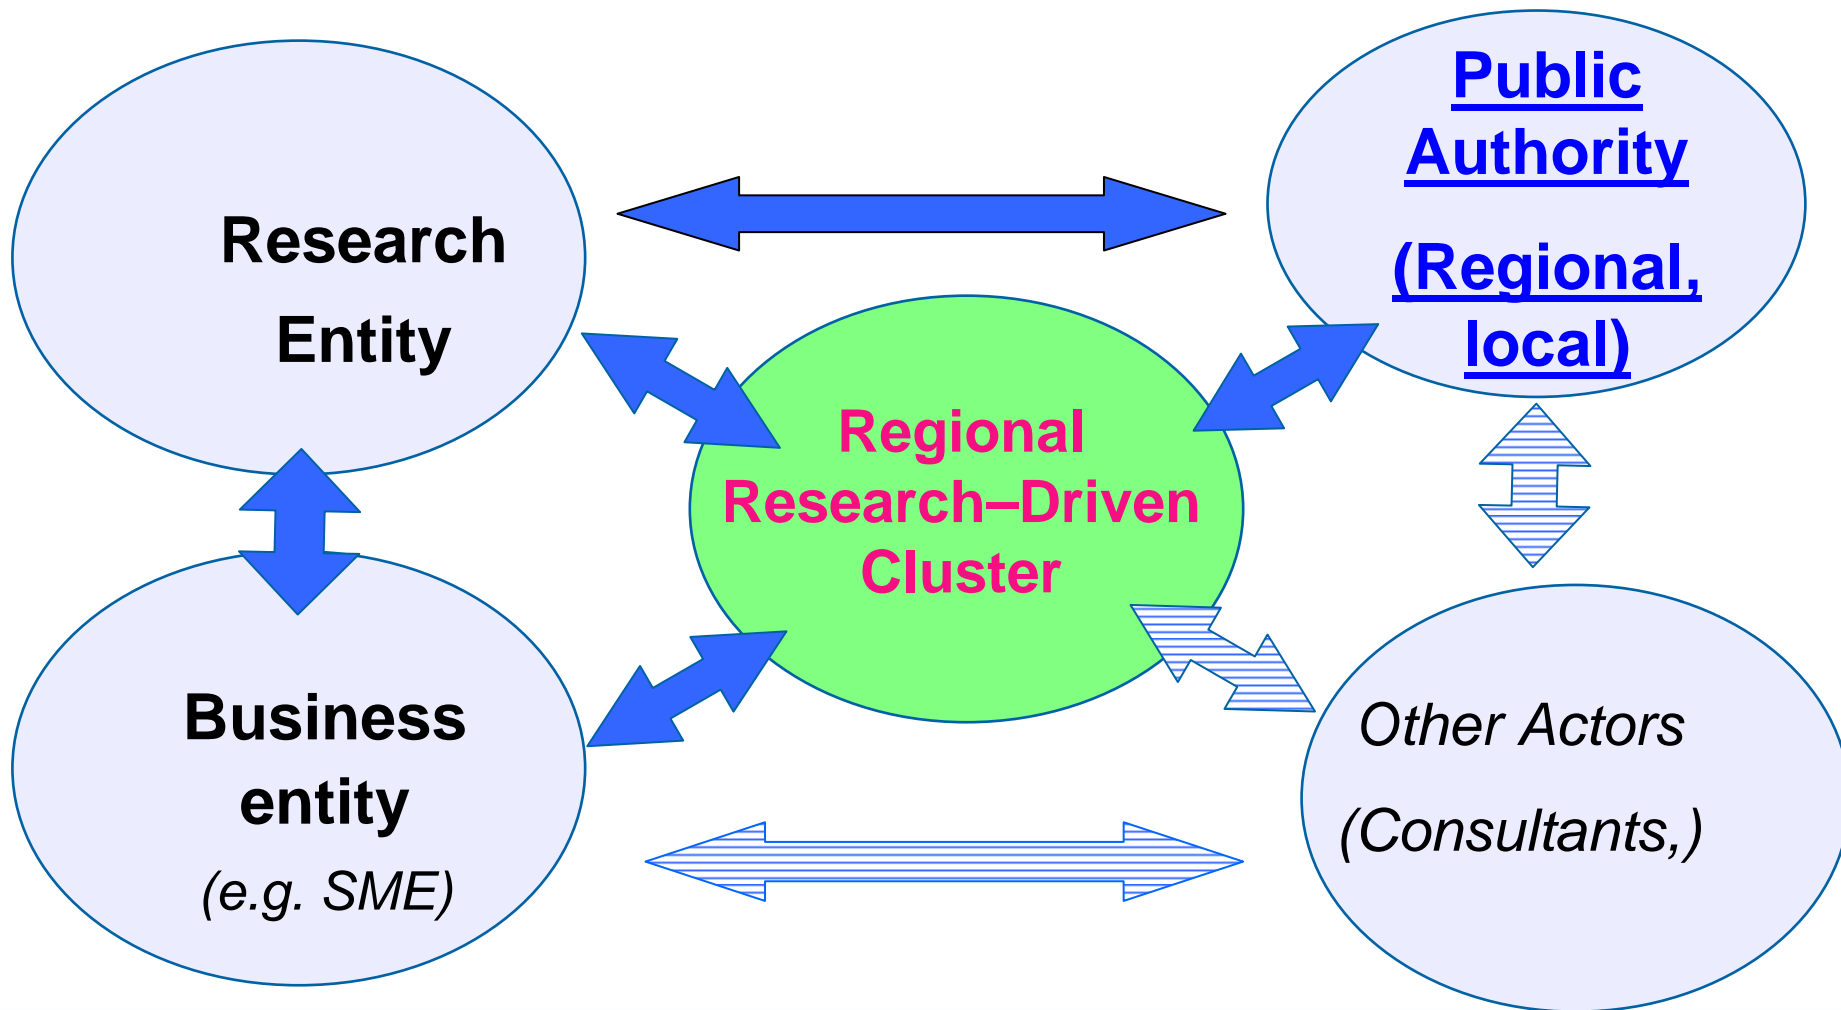 Research
Entity
Public
Authority
(Regional,
local)
Regional
Research–Driven
Cluster
Business
entity
(e.g. SME)
Other Actors
(Consultants,)